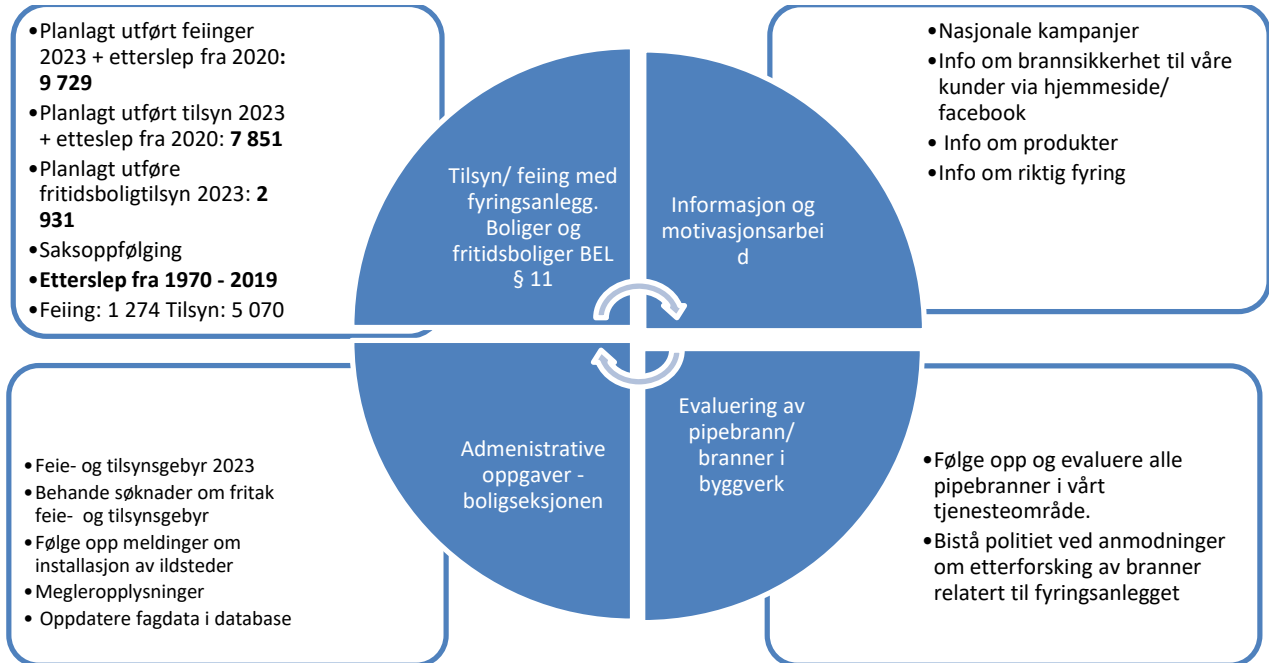 •Planlagt utført feiinger
2023 + etterslep fra 2020:
9 729
•Planlagt utført tilsyn 2023
+ etteslep fra 2020: 7 851
•Planlagt utføre
fritidsboligtilsyn 2023: 2
931
•Saksoppfølging
•Etterslep fra 1970 - 2019
•Feiing: 1 274 Tilsyn: 5 070
Tilsyn/ feiing med
fyringsanlegg.
Boliger og
fritidsboliger BEL
§ 11
Informasjon og
motivasjonsarbei
d
•Nasjonale kampanjer
•Info om brannsikkerhet til våre
kunder via hjemmeside/
facebook
• Info om produkter
•Info om riktig fyring
•Feie- og tilsynsgebyr 2023
•Behande søknader om fritak
feie- og tilsynsgebyr
•Følge opp meldinger om
installasjon av ildsteder
•Megleropplysninger
• Oppdatere fagdata i database
Admenistrative
oppgaver -
boligseksjonen
Evaluering av
pipebrann/
branner i
byggverk
•Følge opp og evaluere alle
pipebranner i vårt
tjenesteområde.
•Bistå politiet ved anmodninger
om etterforsking av branner
relatert til fyringsanlegget